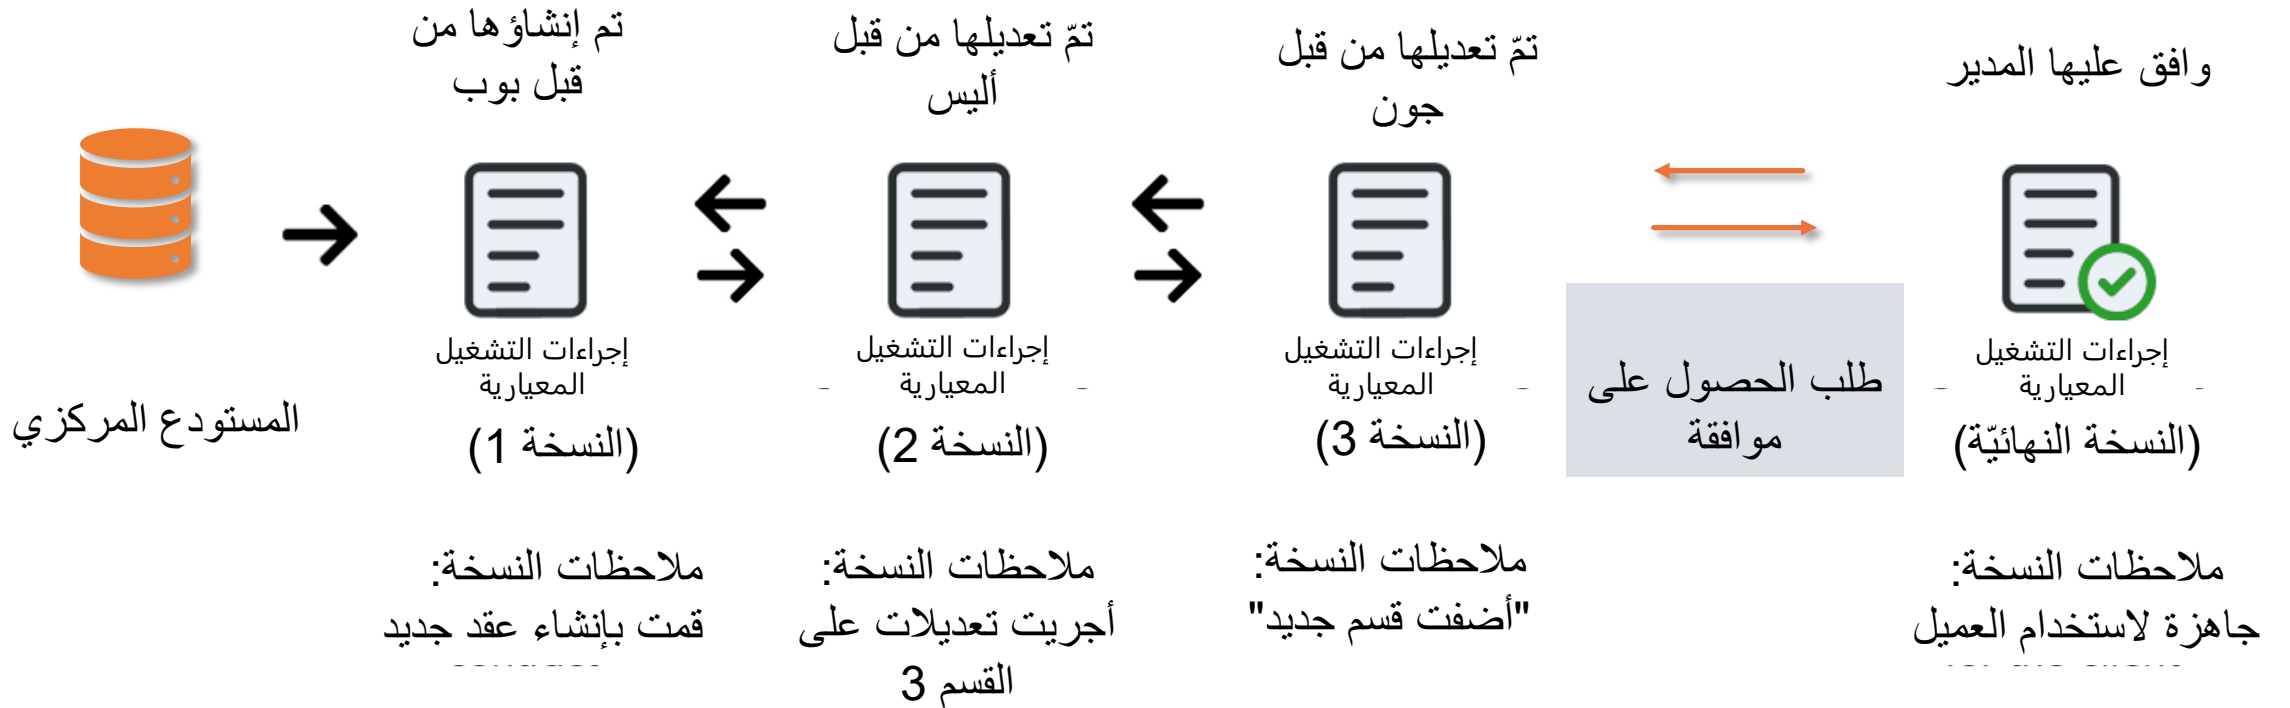 المستودع المركزي
تم إنشاؤها من
قبل بوب
إجراءات التشغيل
المعيارية
(النسخة 1)
ملاحظات النسخة:
قمت بإنشاء عقد جديد
تمّ تعديلها من قبل
أليس
إجراءات التشغيل
المعيارية
(النسخة 2)
ملاحظات النسخة:
أجريت تعديلات على
القسم 3
تمّ تعديلها من قبل
جون
إجراءات التشغيل
المعيارية
(النسخة 3)
ملاحظات النسخة:
"أضفت قسم جديد"
طلب الحصول على
موافقة
وافق عليها المدير
إجراءات التشغيل
المعيارية
(النسخة النهائيّة)
ملاحظات النسخة:
جاهزة لاستخدام العميل